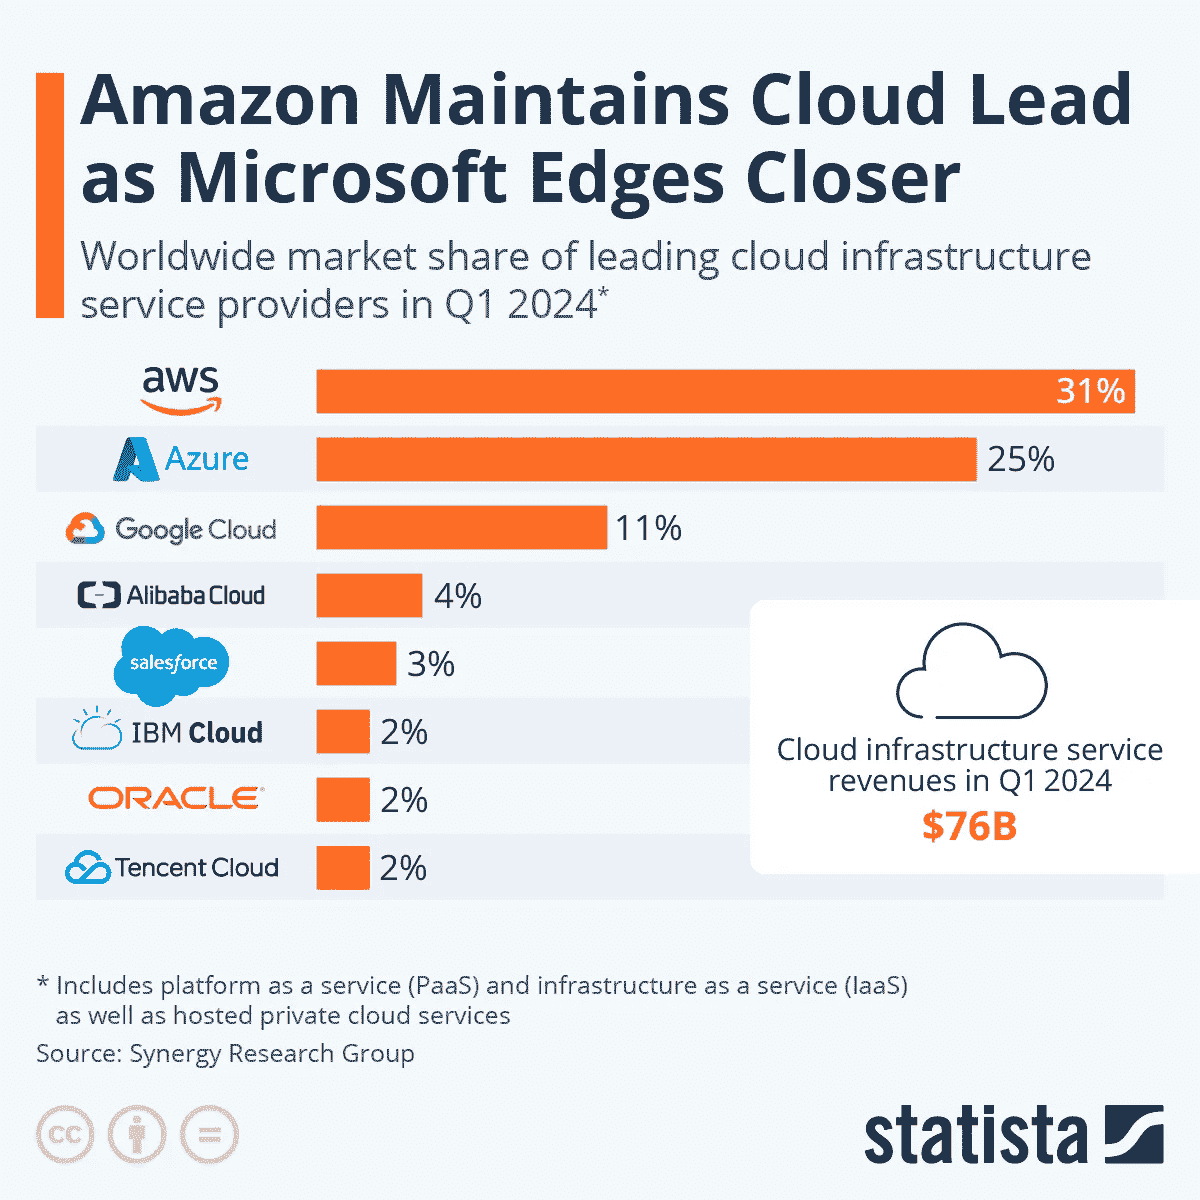 Amazon Maintains Cloud Lead
as Microsoft Edges Closer
Worldwide market share of leading cloud infrastructure
service providers in Q1 2024*
aws
31%
Azure
25%
Google Cloud
11%
Alibaba Cloud
4%
salesforce
3%
IBM Cloud
2%
ORACLE®
2%
Tencent Cloud
2%
Cloud infrastructure service
revenues in Q1 2024
$76B
* Includes platform as a service (PaaS) and infrastructure as a service (IaaS)
as well as hosted private cloud services
Source: Synergy Research Group
cc
statista